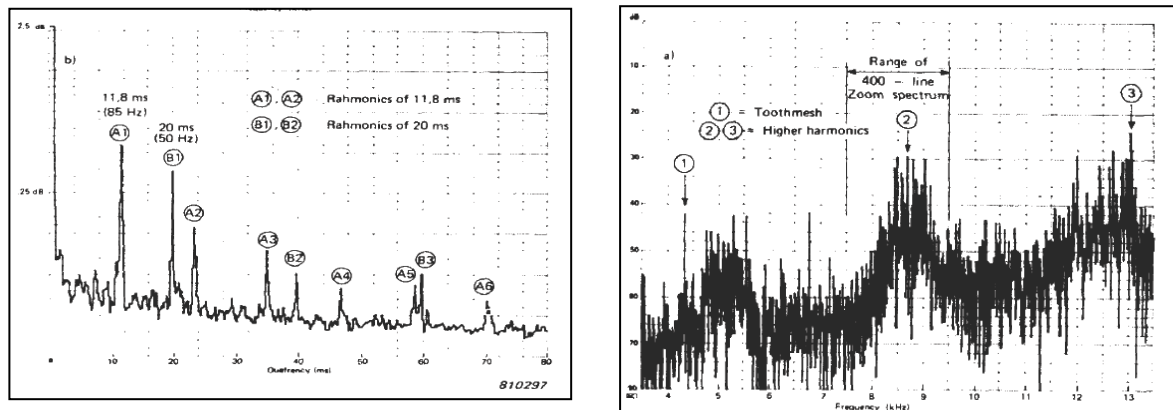 2.5 dB
b)
11,8 ms
(85 Hz)
A1
20 ms
(50 Hz)
B1
A1 , A2 Rahmonics of 11,8 ms
B1 , B2 Rahmonics of 20 ms
.25 dB
A2
A3
B2
A4
A5
B3
A6
0 10 20 30 40 50 60 70 80
Quefrency (ms)
810297
a)
Range of
400 – line
Zoom spectrum
1 = Toothmesh
2 , 3 = Higher harmonics
1
2
3
10
20
30
40
50
60
70
4 5 6 7 8 9 10 11 12 13
Frequency (kHz)